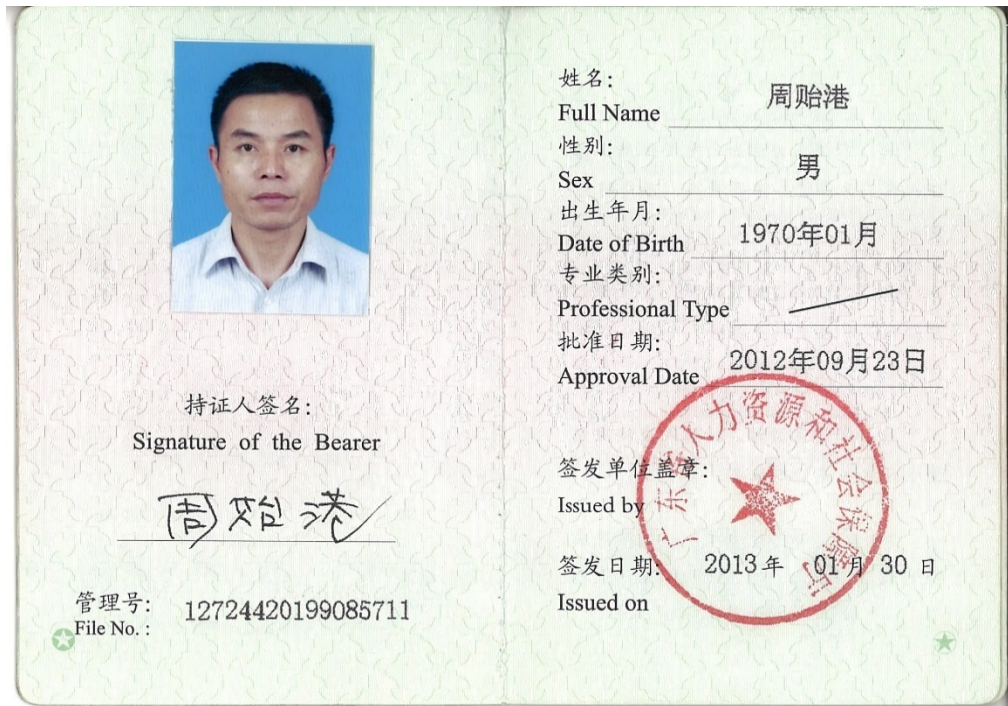 持证人签名:
Signature of the Bearer
周贻港
管理号:
File No. :
12724420199085711
姓名:
Full Name
周贻港
性别:
Sex
男
出生年月:
Date of Birth
1970年01月
专业类别:
Professional Type
批准日期:
Approval Date
2012年09月23日
签发单位盖章:
Issued by
广东省人力资源和社会保障厅
签发日期:
Issued on
2013年 01月 30 日